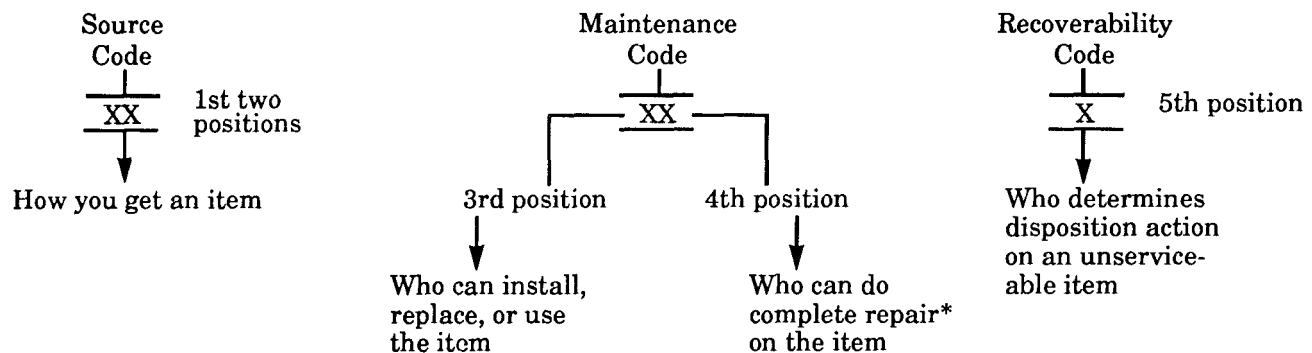 Source
Code
XX
1st two
positions
How you get an item
Maintenance
Code
XX
3rd position
4th position
Who can install,
replace, or use
the item
Who can do
complete repair*
on the item
Recoverability
Code
X
5th position
Who determines
disposition action
on an unservice-
able item